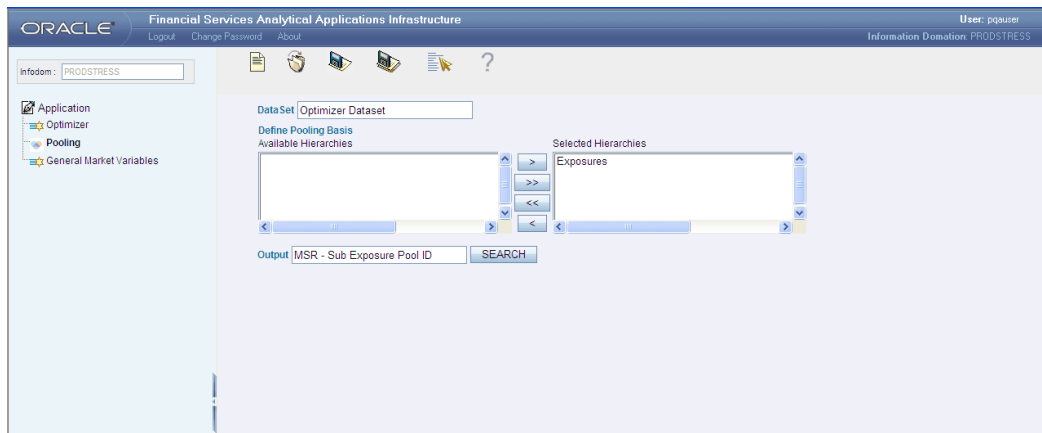 ORACLE®
Financial Services Analytical Applications Infrastructure
User: pqauser
Logout Change Password About
Information Domation: PRODSTRESS
Infodom : PRODSTRESS
?
Application
Optimizer
Pooling
General Market Variables
DataSet Optimizer Dataset
Define Pooling Basis
Available Hierarchies
Selected Hierarchies
Exposures
>
>>
<<
<
Output MSR - Sub Exposure Pool ID SEARCH